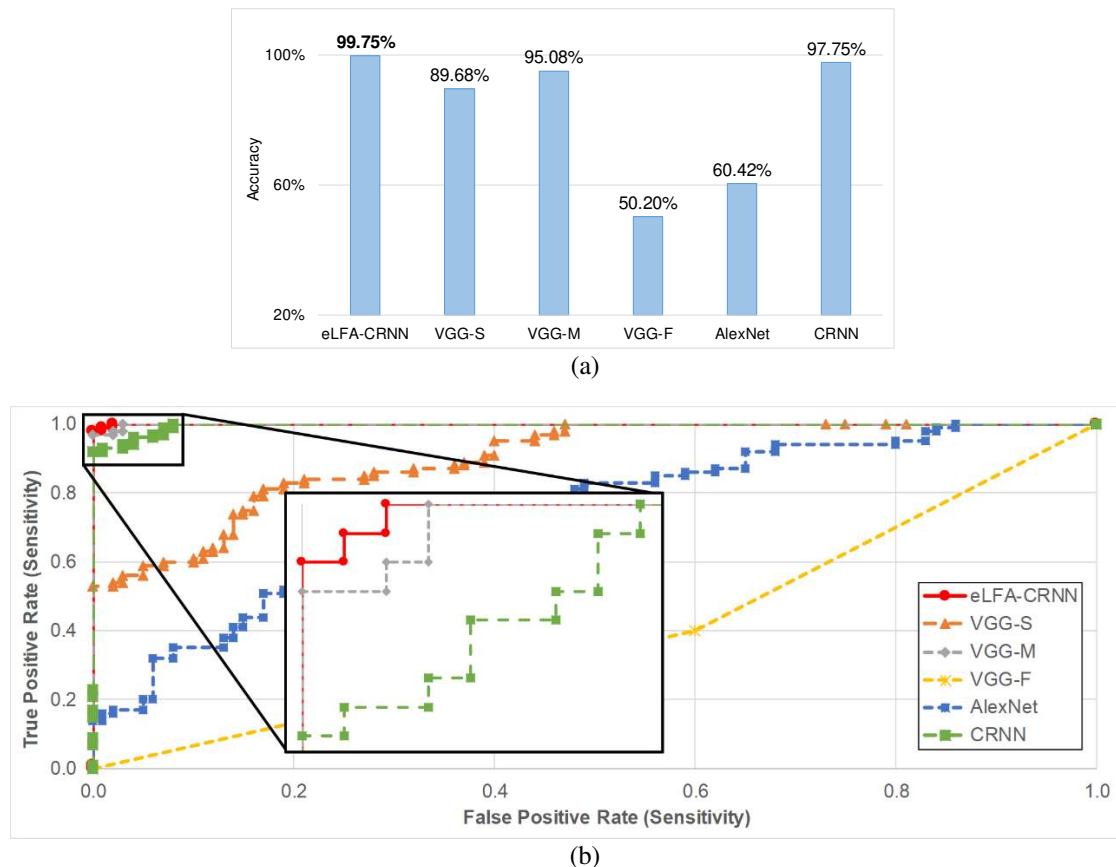 99.75%
97.75%
95.08%
89.68%
60.42%
50.20%
100%
60%
20%
Accuracy
eLFA-CRNN VGG-S VGG-M VGG-F AlexNet CRNN
(a)
1.0
0.8
0.6
0.4
0.2
0.0
True Positive Rate (Sensitivity)
eLFA-CRNN
VGG-S
VGG-M
VGG-F
AlexNet
CRNN
0.0 0.2 0.4 0.6 0.8 1.0
False Positive Rate (Sensitivity)
(b)